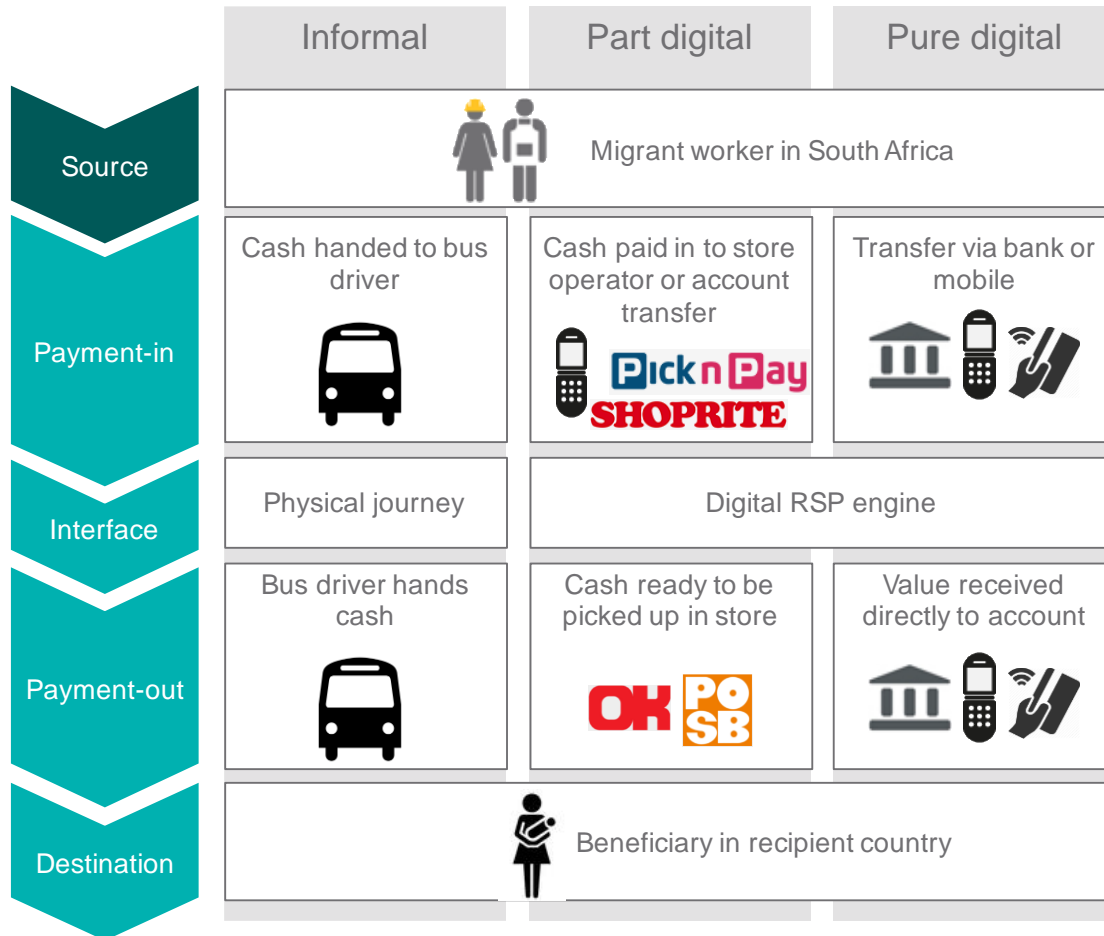 Informal
Part digital
Pure digital
Source
Migrant worker in South Africa
Payment-in
Cash handed to bus
driver
Cash paid in to store
operator or account
transfer
Pick n Pay
SHOPRITE
Transfer via bank or
mobile
Interface
Physical journey
Digital RSP engine
Payment-out
Bus driver hands
cash
Cash ready to be
picked up in store
OK
PO
SB
Value received
directly to account
Destination
Beneficiary in recipient country